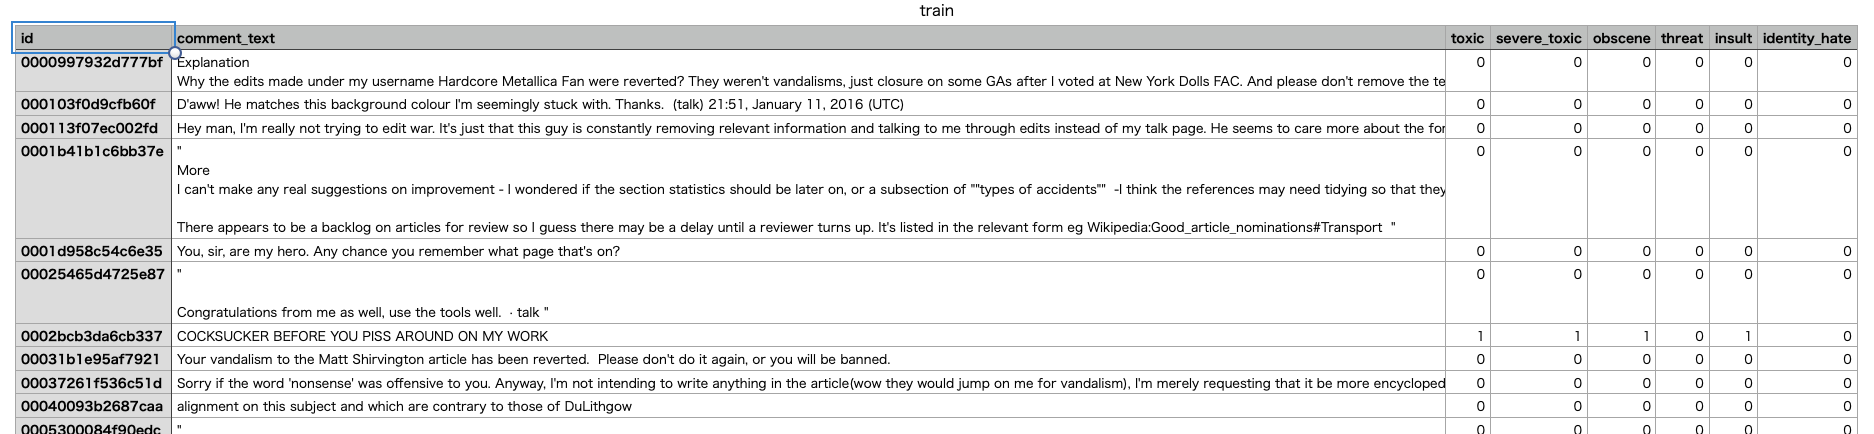 train
id comment_text toxic severe_toxic obscene threat insult identity_hate
0000997932d777bf Explanation 0 0 0 0 0 0
Why the edits made under my username Hardcore Metallica Fan were reverted? They weren't vandalisms, just closure on some GAs after I voted at New York Dolls FAC. And please don't remove the te
000103f0d9cfb60f D'aww! He matches this background colour I'm seemingly stuck with. Thanks.  (talk) 21:51, January 11, 2016 (UTC) 0 0 0 0 0 0
000113f07ec002fd Hey man, I'm really not trying to edit war. It's just that this guy is constantly removing relevant information and talking to me through edits instead of my talk page. He seems to care more about the for 0 0 0 0 0 0
0001b41b1c6bb37e " 0 0 0 0 0 0
More
I can't make any real suggestions on improvement - I wondered if the section statistics should be later on, or a subsection of ""types of accidents""  -I think the references may need tidying so that they
There appears to be a backlog on articles for review so I guess there may be a delay until a reviewer turns up. It's listed in the relevant form eg Wikipedia:Good_article_nominations#Transport  "
0001d958c54c6e35 You, sir, are my hero. Any chance you remember what page that's on? 0 0 0 0 0 0
00025465d4725e87 " 0 0 0 0 0 0
Congratulations from me as well, use the tools well.  · talk "
0002bcb3da6cb337 COCKSUCKER BEFORE YOU PISS AROUND ON MY WORK 1 1 1 0 1 0
00031b1e95af7921 Your vandalism to the Matt Shirvington article has been reverted.  Please don't do it again, or you will be banned. 0 0 0 0 0 0
00037261f536c51d Sorry if the word 'nonsense' was offensive to you. Anyway, I'm not intending to write anything in the article(wow they would jump on me for vandalism), I'm merely requesting that it be more encycloped 0 0 0 0 0 0
00040093b2687caa alignment on this subject and which are contrary to those of DuLithgow 0 0 0 0 0 0
0005300084f90edc " 0 0 0 0 0 0